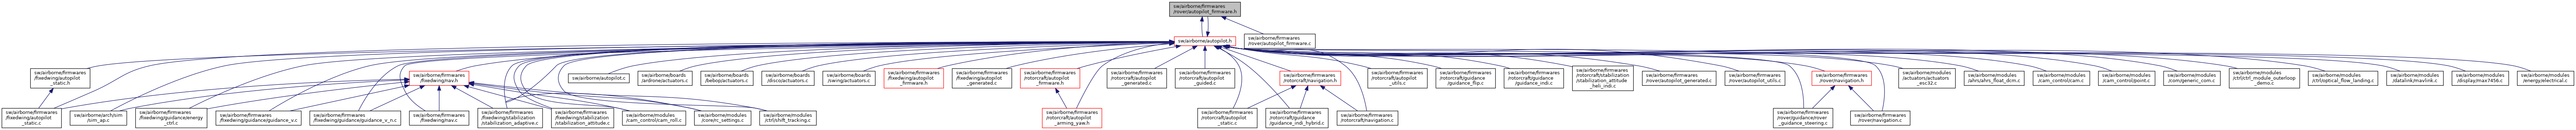 sw/airborne/firmwares
/rover/autopilot_firmware.h
sw/airborne/autopilot.h
sw/airborne/firmwares
/rover/autopilot_firmware.c
sw/airborne/firmwares
/fixedwing/autopilot
_static.h
sw/airborne/firmwares
/fixedwing/nav.h
sw/airborne/autopilot.c
sw/airborne/boards
/ardrone/actuators.c
sw/airborne/boards
/bebop/actuators.c
sw/airborne/boards
/disco/actuators.c
sw/airborne/boards
/swing/actuators.c
sw/airborne/firmwares
/fixedwing/autopilot
_firmware.h
sw/airborne/firmwares
/fixedwing/autopilot
_generated.c
sw/airborne/firmwares
/rotorcraft/autopilot
_firmware.h
sw/airborne/firmwares
/rotorcraft/autopilot
_generated.c
sw/airborne/firmwares
/rotorcraft/autopilot
_guided.c
sw/airborne/firmwares
/rotorcraft/navigation.h
sw/airborne/firmwares
/rotorcraft/autopilot
_utils.c
sw/airborne/firmwares
/rotorcraft/guidance
/guidance_flip.c
sw/airborne/firmwares
/rotorcraft/guidance
/guidance_indi.c
sw/airborne/firmwares
/rotorcraft/stabilization
/stabilization_attitude
_heli_indi.c
sw/airborne/firmwares
/rover/autopilot_generated.c
sw/airborne/firmwares
/rover/autopilot_utils.c
sw/airborne/firmwares
/rover/navigation.h
sw/airborne/modules
/actuators/actuators
_esc32.c
sw/airborne/modules
/ahrs/ahrs_float_dcm.c
sw/airborne/modules
/cam_control/cam.c
sw/airborne/modules
/cam_control/point.c
sw/airborne/modules
/com/generic_com.c
sw/airborne/modules
/ctrl/ctrl_module_outerloop
_demo.c
sw/airborne/modules
/ctrl/optical_flow_landing.c
sw/airborne/modules
/datalink/mavlink.c
sw/airborne/modules
/display/max7456.c
sw/airborne/modules
/energy/electrical.c
sw/airborne/firmwares
/fixedwing/autopilot
_static.c
sw/airborne/arch/sim
/sim_ap.c
sw/airborne/firmwares
/fixedwing/guidance/energy
_ctrl.c
sw/airborne/firmwares
/fixedwing/guidance/guidance_v.c
sw/airborne/firmwares
/fixedwing/guidance/guidance_v_n.c
sw/airborne/firmwares
/fixedwing/nav.c
sw/airborne/firmwares
/fixedwing/stabilization
/stabilization_adaptive.c
sw/airborne/firmwares
/fixedwing/stabilization
/stabilization_attitude.c
sw/airborne/modules
/cam_control/cam_roll.c
sw/airborne/modules
/core/rc_settings.c
sw/airborne/modules
/ctrl/shift_tracking.c
sw/airborne/firmwares
/rotorcraft/autopilot
_arming_yaw.h
sw/airborne/firmwares
/rotorcraft/autopilot
_static.c
sw/airborne/firmwares
/rotorcraft/guidance
/guidance_indi_hybrid.c
sw/airborne/firmwares
/rotorcraft/navigation.c
sw/airborne/firmwares
/rover/guidance/rover
_guidance_steering.c
sw/airborne/firmwares
/rover/navigation.c